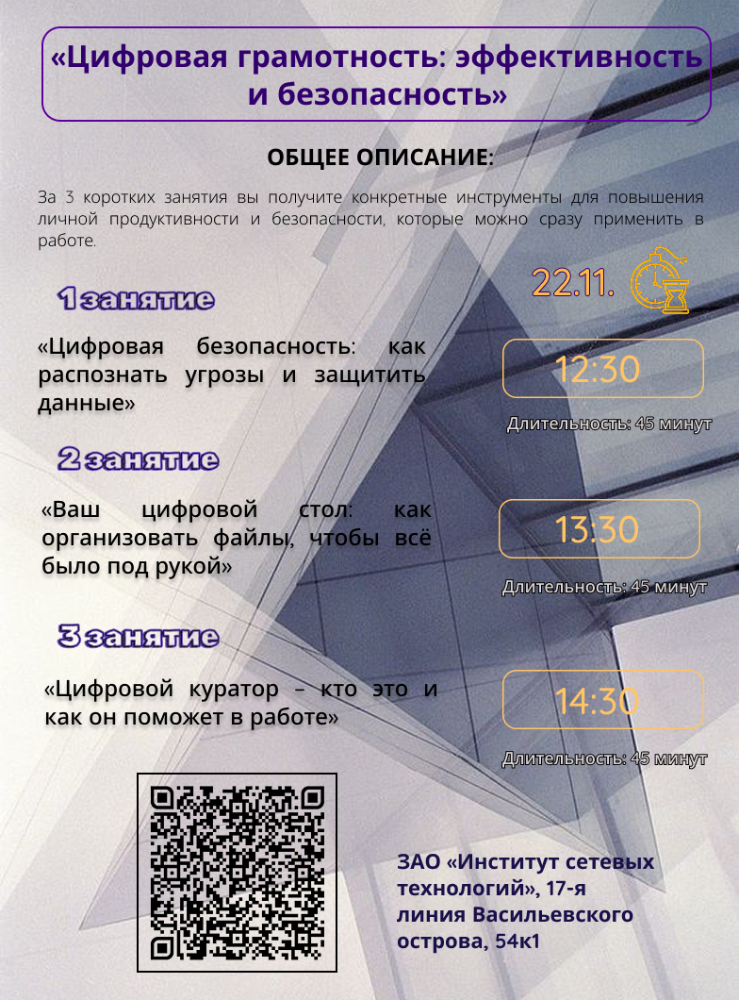 «Цифровая грамотность: эффективность
и безопасность»
ОБЩЕЕ ОПИСАНИЕ:
За 3 коротких занятия вы получите конкретные инструменты для повышения
личной продуктивности и безопасности, которые можно сразу применить в
работе.
22.11.
1 занятие
«Цифровая безопасность: как
распознать угрозы и защитить
данные»
12:30
Длительность: 45 минут
2 занятие
«Ваш цифровой стол: как
организовать файлы, чтобы всё
было под рукой»
13:30
Длительность: 45 минут
3 занятие
«Цифровой куратор – кто это и
как он поможет в работе»
14:30
Длительность: 45 минут
ЗАО «Институт сетевых
технологий», 17-я
линия Васильевского
острова, 54к1